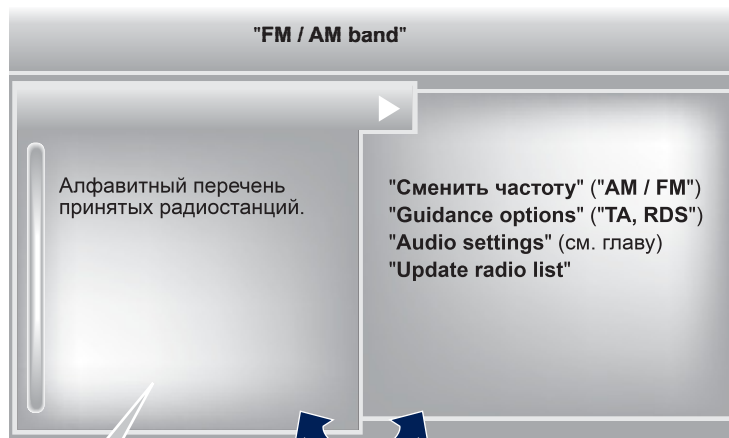 "FM / AM band"
Алфавитный перечень
принятых радиостанций.
"Сменить частоту" ("AM / FM")
"Guidance options" ("TA, RDS")
"Audio settings" (см. главу)
"Update radio list"